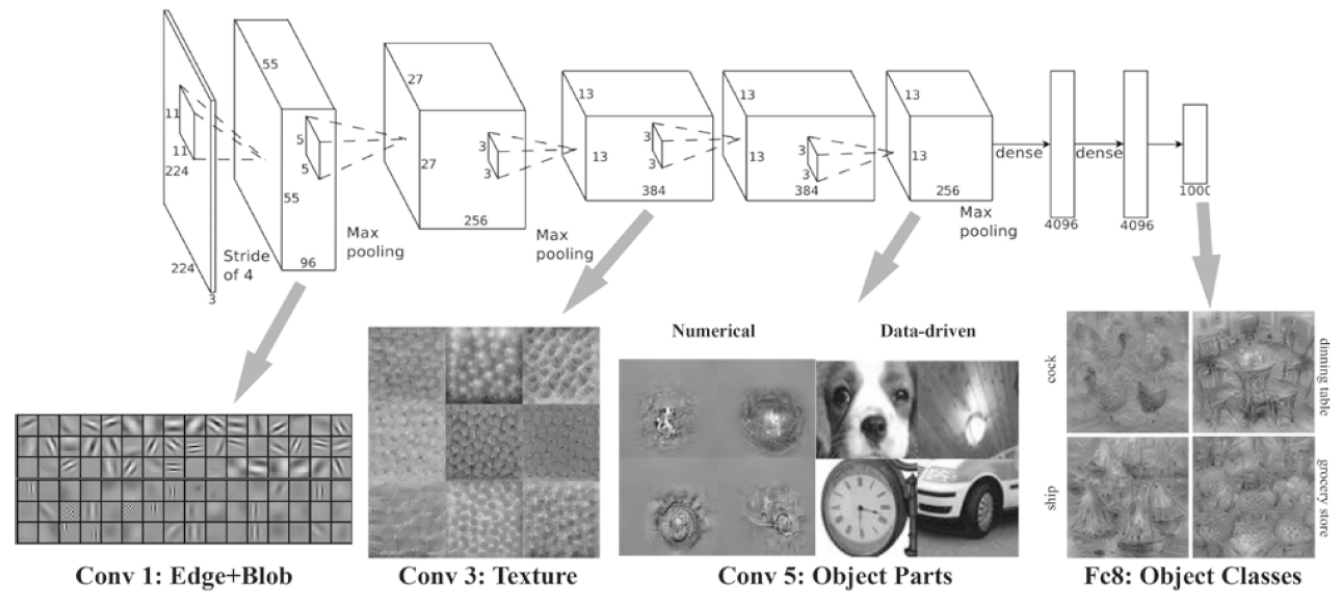 11
11
224
224
3
Stride
of 4
55
55
5
5
96
Max
pooling
27
27
3
3
256
Max
pooling
13
13
3
3
384
13
13
3
3
384
13
13
256
Max
pooling
dense
4096
dense
4096
1000
Numerical
Data-driven
cock
dinning table
ship
grocery store
Conv 1: Edge+Blob
Conv 3: Texture
Conv 5: Object Parts
Fc8: Object Classes